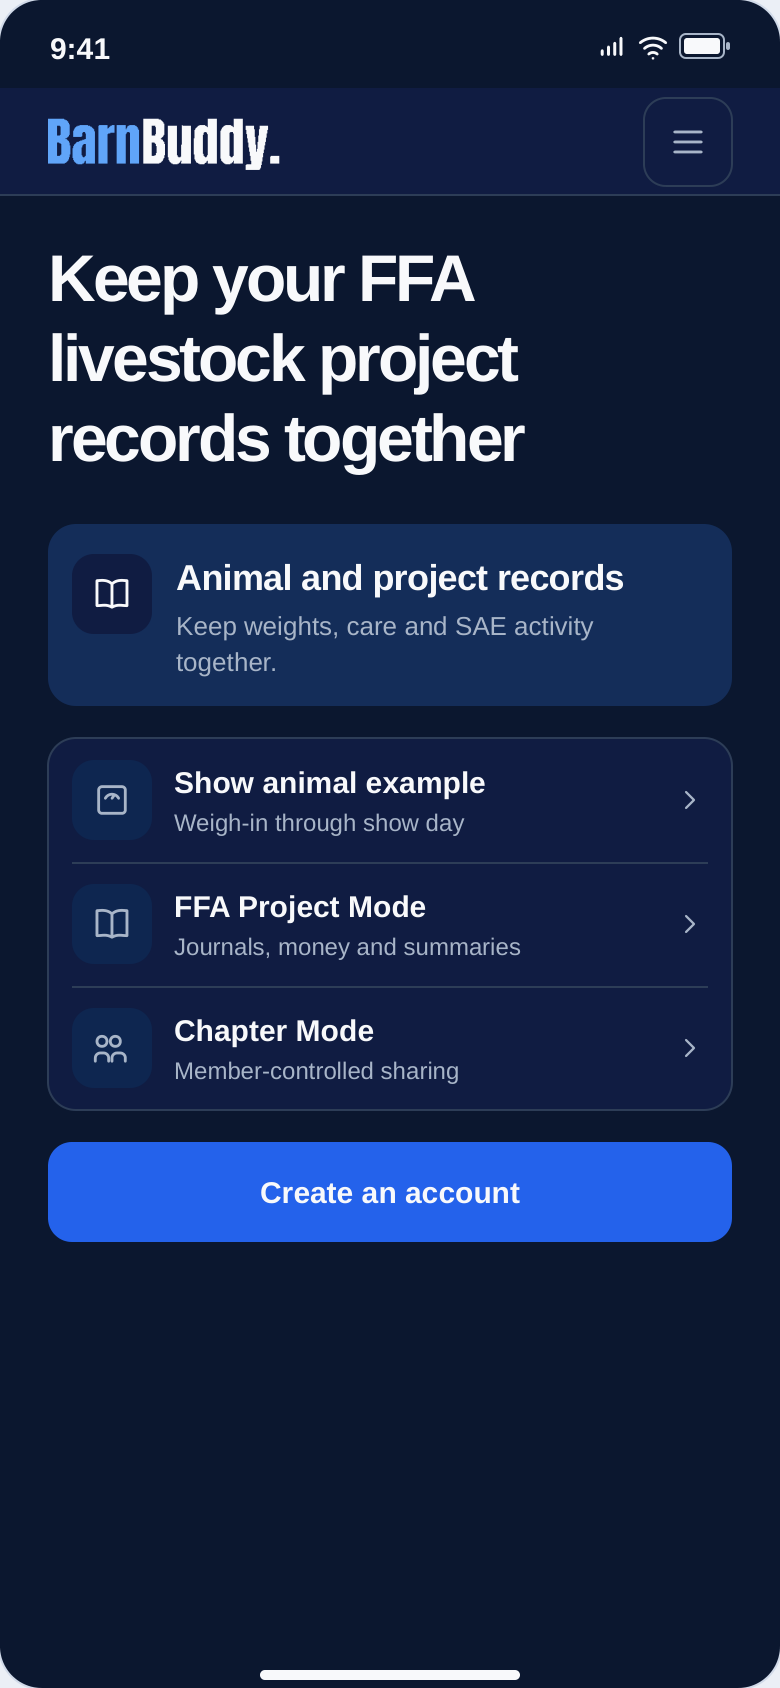 9:41
BarnBuddy.
Keep your FFA
livestock project
records together
Animal and project records
Keep weights, care and SAE activity
together.
Show animal example
Weigh-in through show day
FFA Project Mode
Journals, money and summaries
Chapter Mode
Member-controlled sharing
Create an account